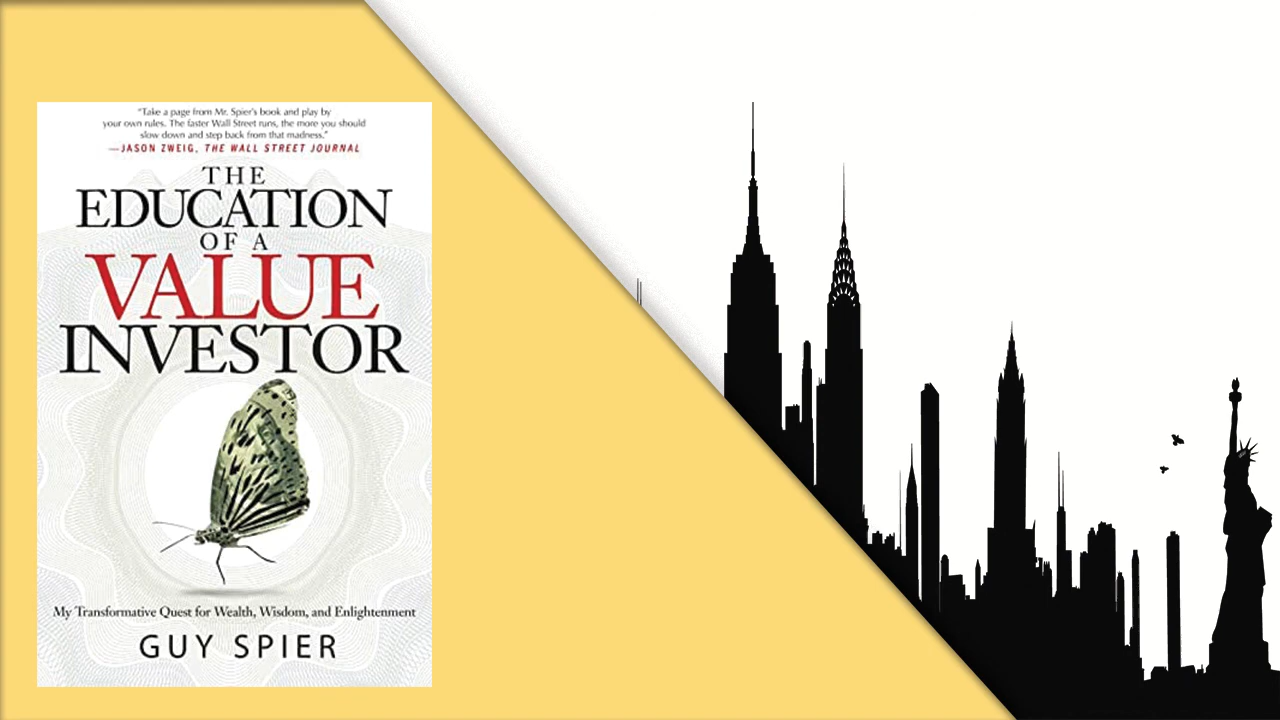 "Take a page from Mr. Spier's book and play by
your own rules. The faster Wall Street runs, the more you should
slow down and step back from that madness."
—JASON ZWEIG, THE WALL STREET JOURNAL
THE
EDUCATION
OF A
VALUE
INVESTOR
My Transformative Quest for Wealth, Wisdom, and Enlightenment
GUY SPIER